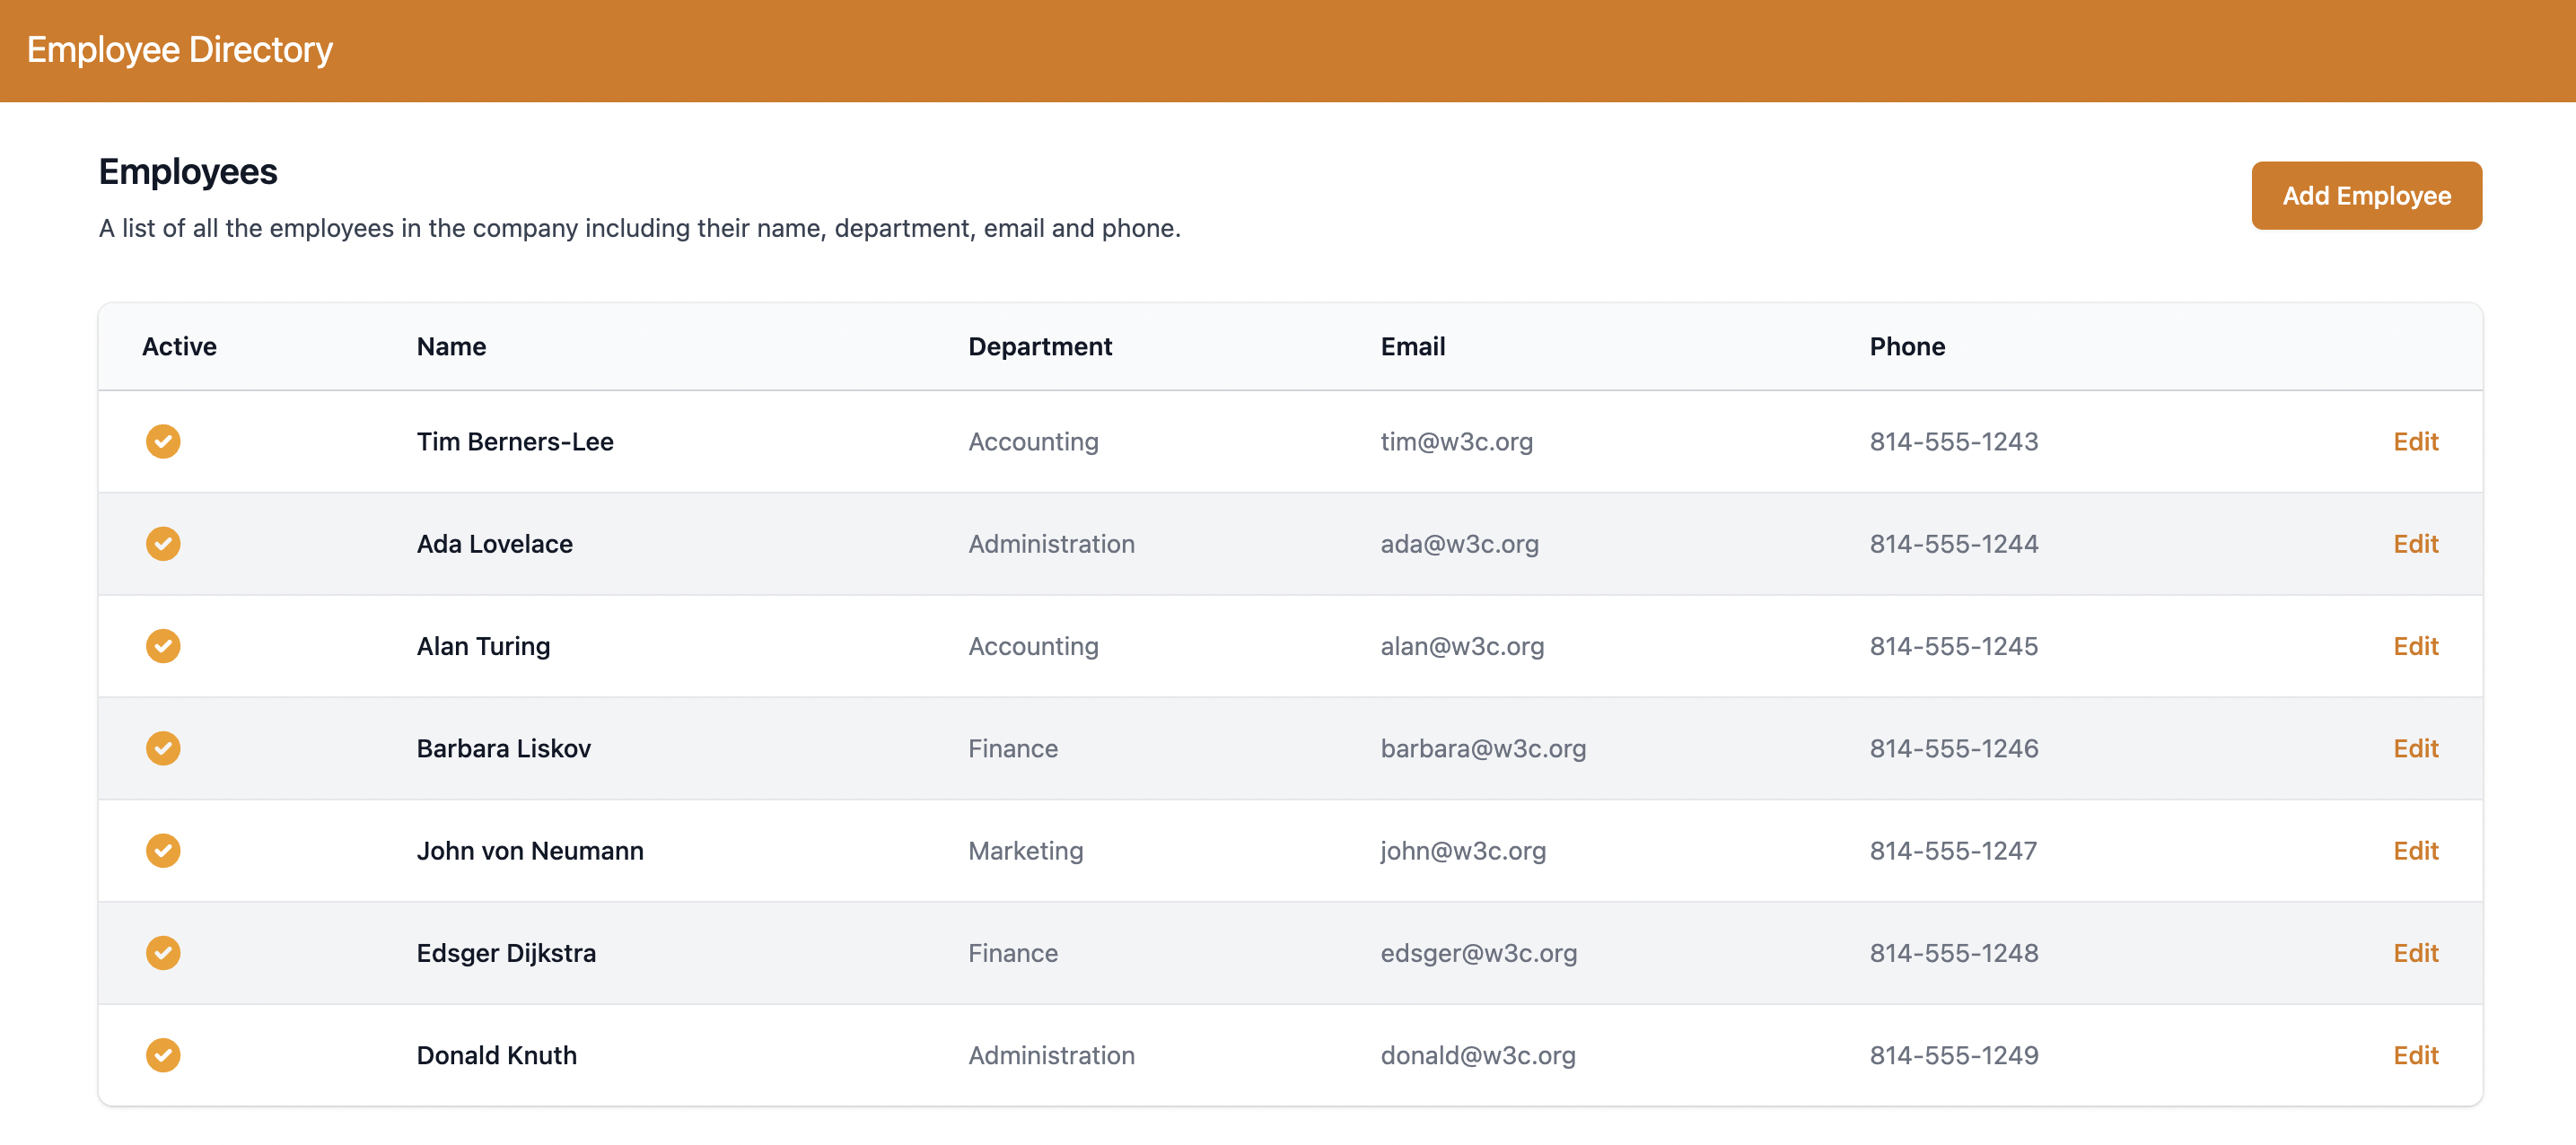 Employee Directory
Employees
Add Employee
A list of all the employees in the company including their name, department, email and phone.
Active Name Department Email Phone
Tim Berners-Lee Accounting tim@w3c.org 814-555-1243 Edit
Ada Lovelace Administration ada@w3c.org 814-555-1244 Edit
Alan Turing Accounting alan@w3c.org 814-555-1245 Edit
Barbara Liskov Finance barbara@w3c.org 814-555-1246 Edit
John von Neumann Marketing john@w3c.org 814-555-1247 Edit
Edsger Dijkstra Finance edsger@w3c.org 814-555-1248 Edit
Donald Knuth Administration donald@w3c.org 814-555-1249 Edit